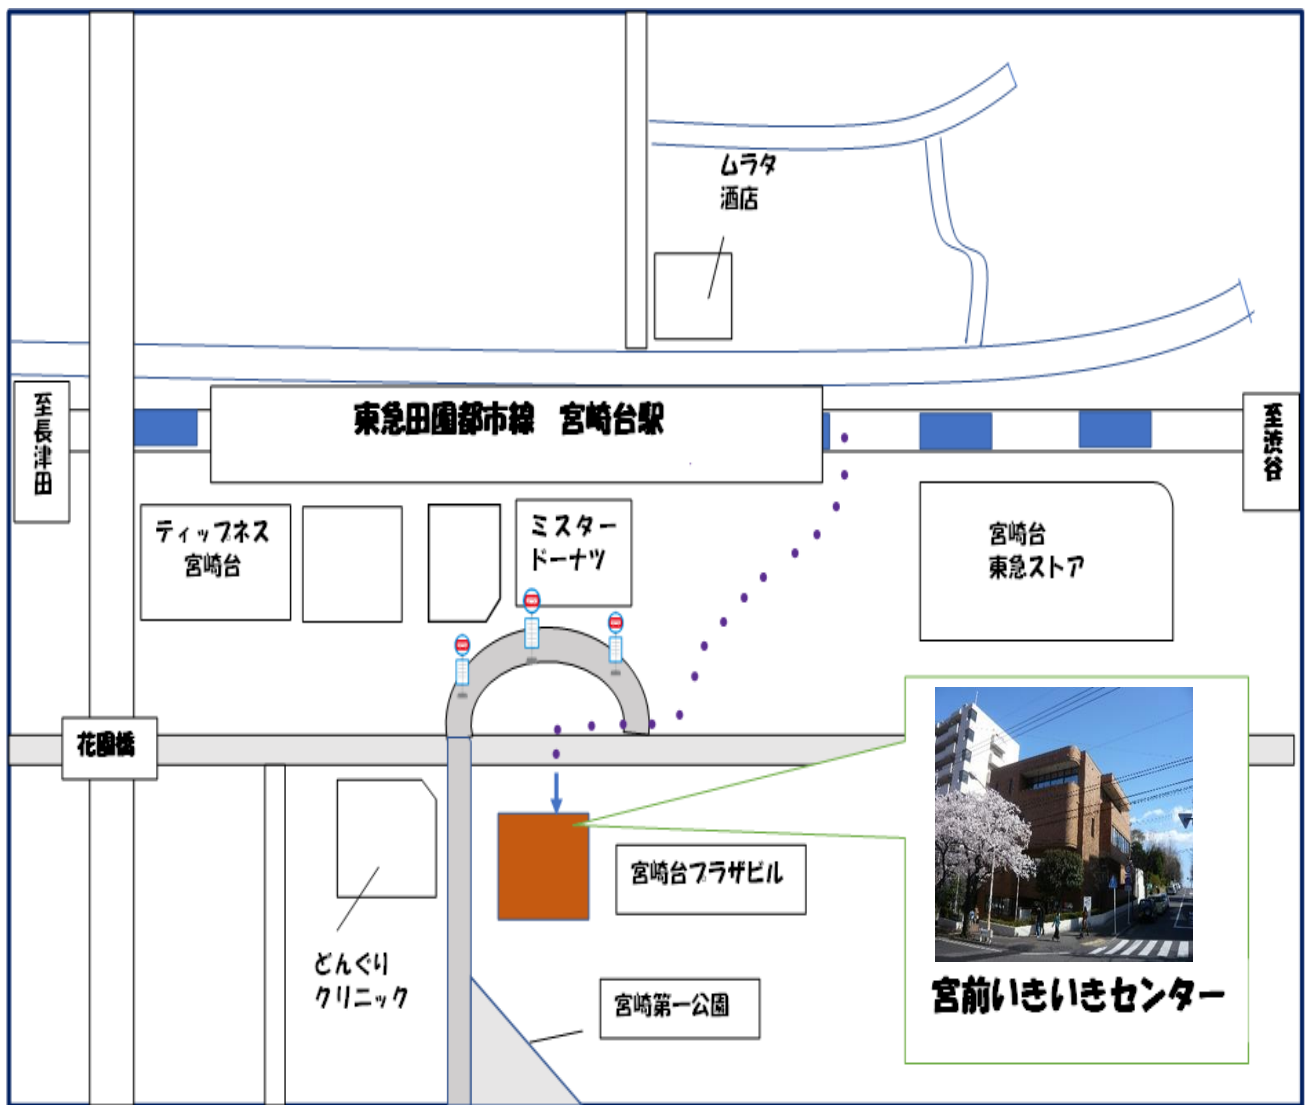 ムラタ
酒店
至長津田
東急田園都市線　宮崎台駅
至渋谷
ティップネス
宮崎台
ミスター
ドーナツ
宮崎台
東急ストア
花園橋
宮崎台プラザビル
どんぐり
クリニック
宮崎第一公園
宮前いきいきセンター